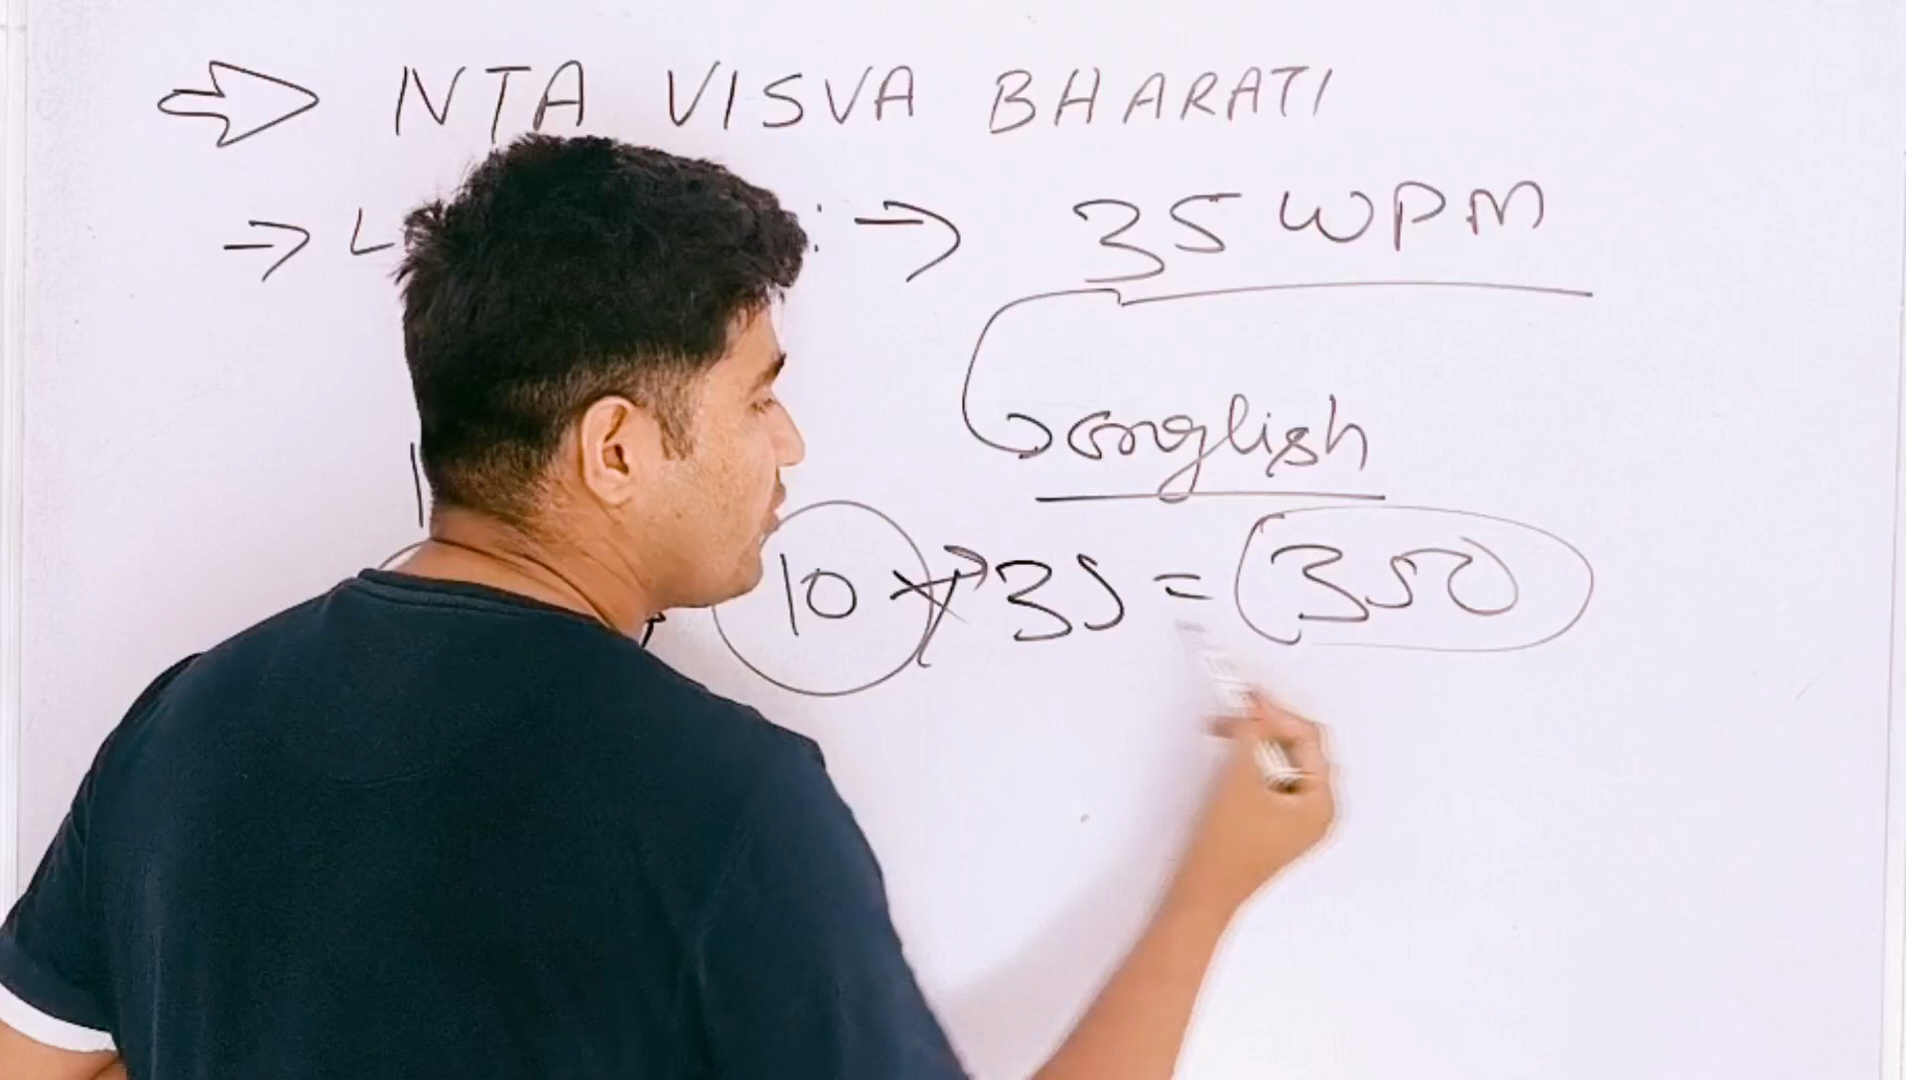 NTA VISVA BHARATI
→ L : → 35 WPM
English
10 × 35 = 350